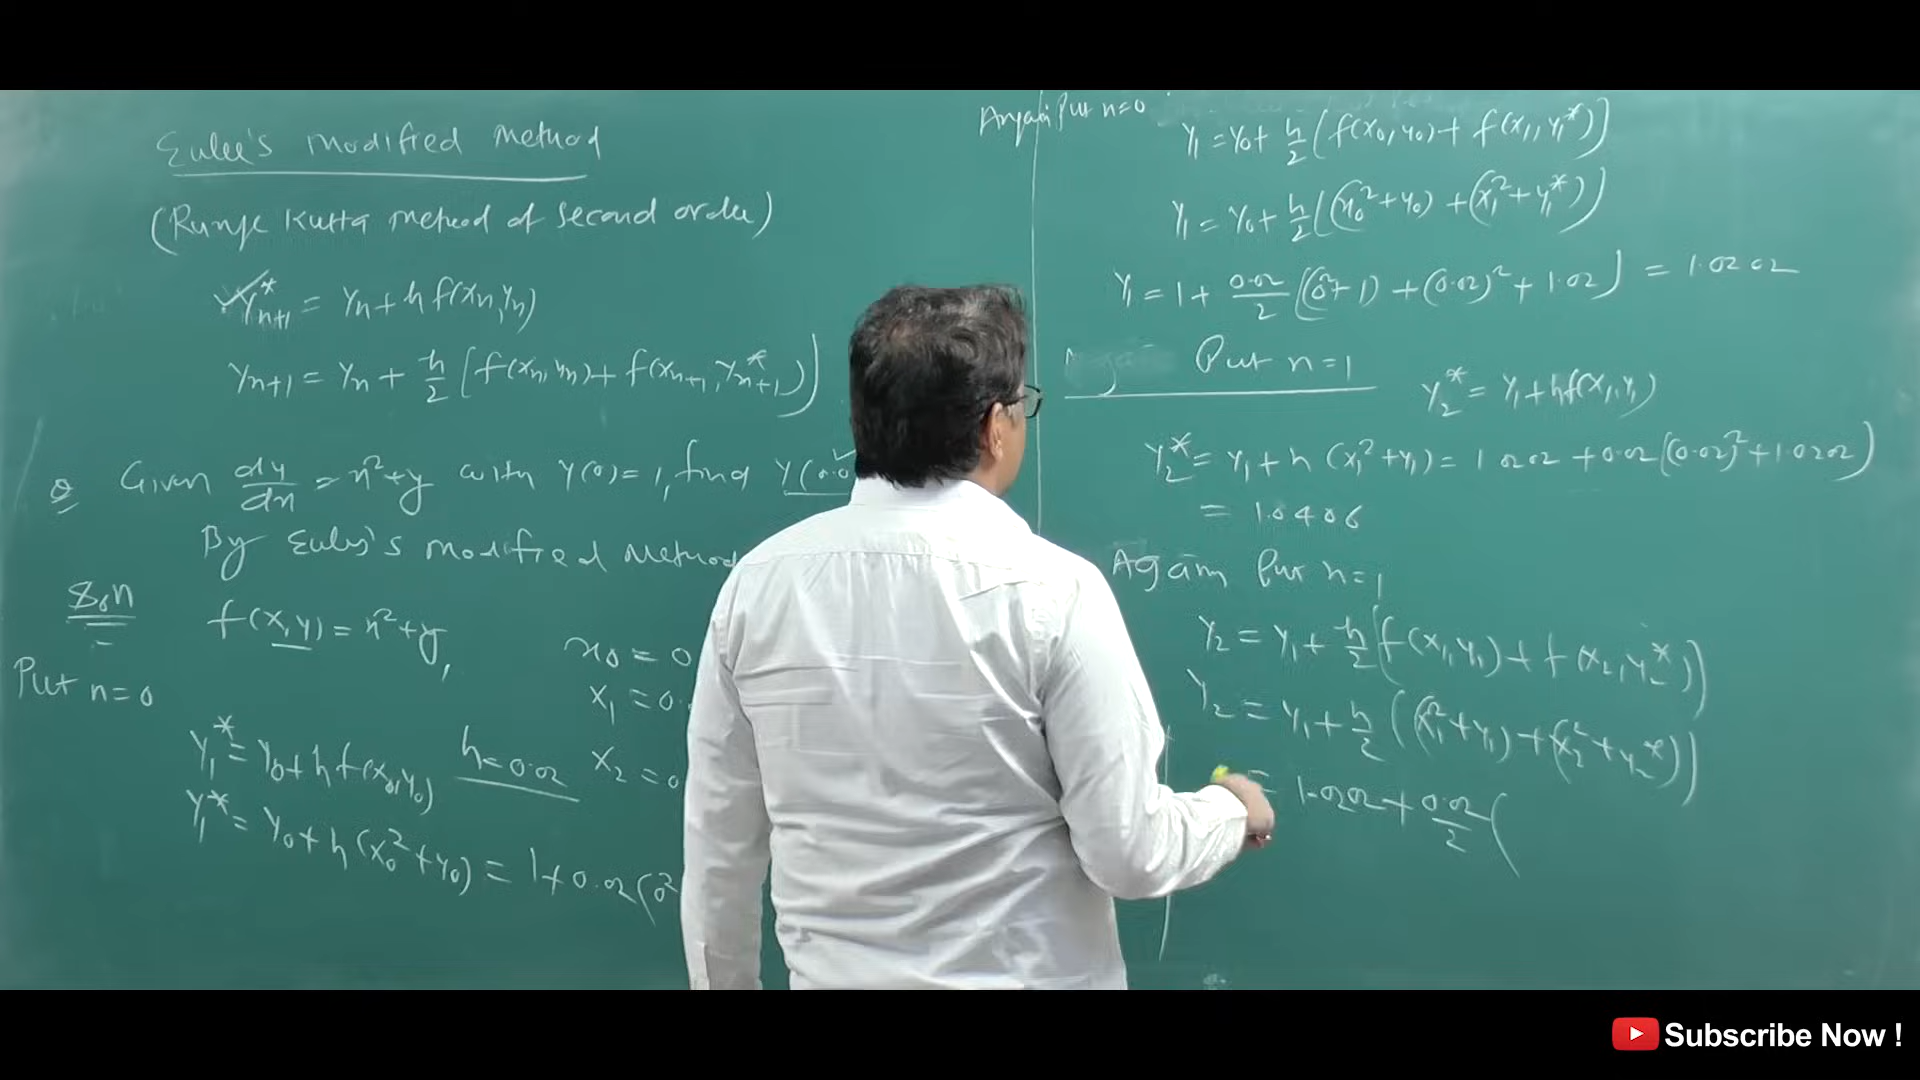 Euler's modified method
(Runge Kutta method of second order)
y*ₙ₊₁ = yₙ + h f(xₙ, yₙ)
yₙ₊₁ = yₙ + h/2 [f(xₙ, yₙ) + f(xₙ₊₁, y*ₙ₊₁)]
Q Given dy/dx = x² + y with y(0) = 1, find y(0.0
By Euler's modified method
Soln f(x, y) = x² + y,
x₀ = 0
x₁ = 0.
Put n = 0
y₁* = y₀ + h f(x₀, y₀)
h = 0.02
x₂ = 0
y₁* = y₀ + h (x₀² + y₀) = 1 + 0.02 (0²
Again Put n = 0
y₁ = y₀ + h/2 [f(x₀, y₀) + f(x₁, y₁*)]
y₁ = y₀ + h/2 ((x₀² + y₀) + (x₁² + y₁*))
y₁ = 1 + 0.02/2 ((0² + 1) + (0.02)² + 1.02) = 1.0202
Put n = 1
y₂* = y₁ + h f(x₁, y₁)
y₂* = y₁ + h (x₁² + y₁) = 1.0202 + 0.02 ((0.02)² + 1.0202)
= 1.0406
Again Put n = 1
y₂ = y₁ + h/2 (f(x₁, y₁) + f(x₂, y₂*))
y₂ = y₁ + h/2 ((x₁² + y₁) + (x₂² + y₂*))
= 1.0202 + 0.02/2 (
Subscribe Now !